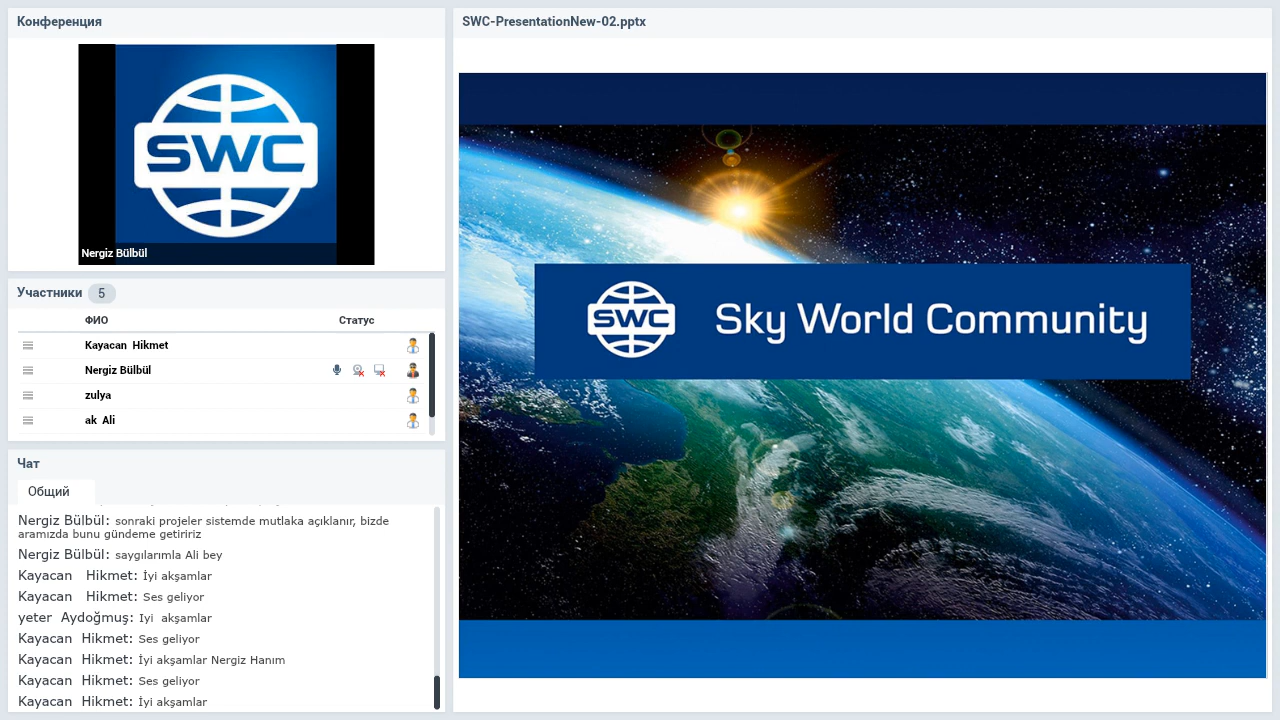 Конференция
SWC
Nergiz Bülbül
Участники 5
ФИО Статус
Kayacan Hikmet
Nergiz Bülbül
zulya
ak Ali
Чат
Общий
Nergiz Bülbül: sonraki projeler sistemde mutlaka açıklanır, bizde
aramızda bunu gündeme getiririz
Nergiz Bülbül: saygılarımla Ali bey
Kayacan Hikmet: İyi akşamlar
Kayacan Hikmet: Ses geliyor
yeter Aydoğmuş: Iyi akşamlar
Kayacan Hikmet: Ses geliyor
Kayacan Hikmet: İyi akşamlar Nergiz Hanım
Kayacan Hikmet: Ses geliyor
Kayacan Hikmet: İyi akşamlar
SWC-PresentationNew-02.pptx
SWC Sky World Community